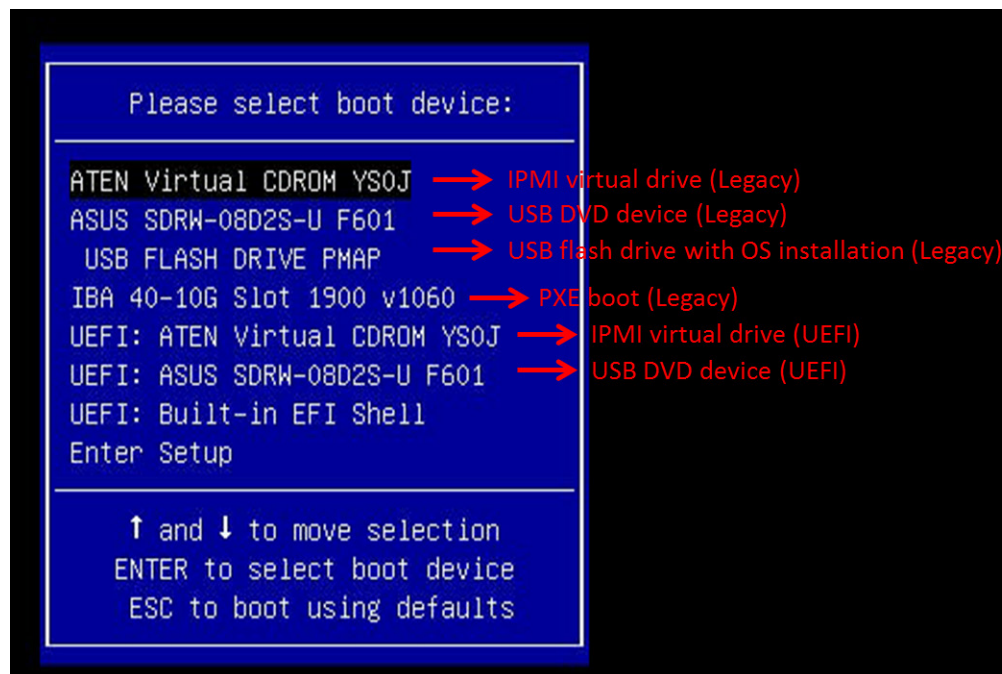 Please select boot device:
ATEN Virtual CDROM YS0J → IPMI virtual drive (Legacy)
ASUS SDRW-08D2S-U F601 → USB DVD device (Legacy)
USB FLASH DRIVE PMAP → USB flash drive with OS installation (Legacy)
IBA 40-10G Slot 1900 v1060 → PXE boot (Legacy)
UEFI: ATEN Virtual CDROM YS0J → IPMI virtual drive (UEFI)
UEFI: ASUS SDRW-08D2S-U F601 → USB DVD device (UEFI)
UEFI: Built-in EFI Shell
Enter Setup
↑ and ↓ to move selection
ENTER to select boot device
ESC to boot using defaults